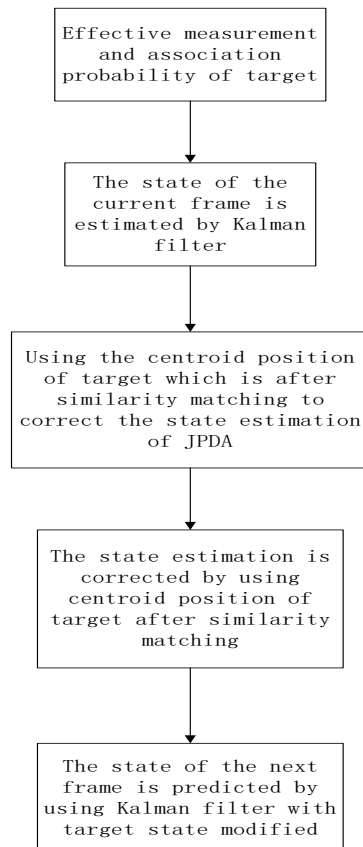 Effective measurement
and association
probability of target
The state of the
current frame is
estimated by Kalman
filter
Using the centroid position
of target which is after
similarity matching to
correct the state estimation
of JPDA
The state estimation is
corrected by using
centroid position of
target after similarity
matching
The state of the next
frame is predicted by
using Kalman filter with
target state modified